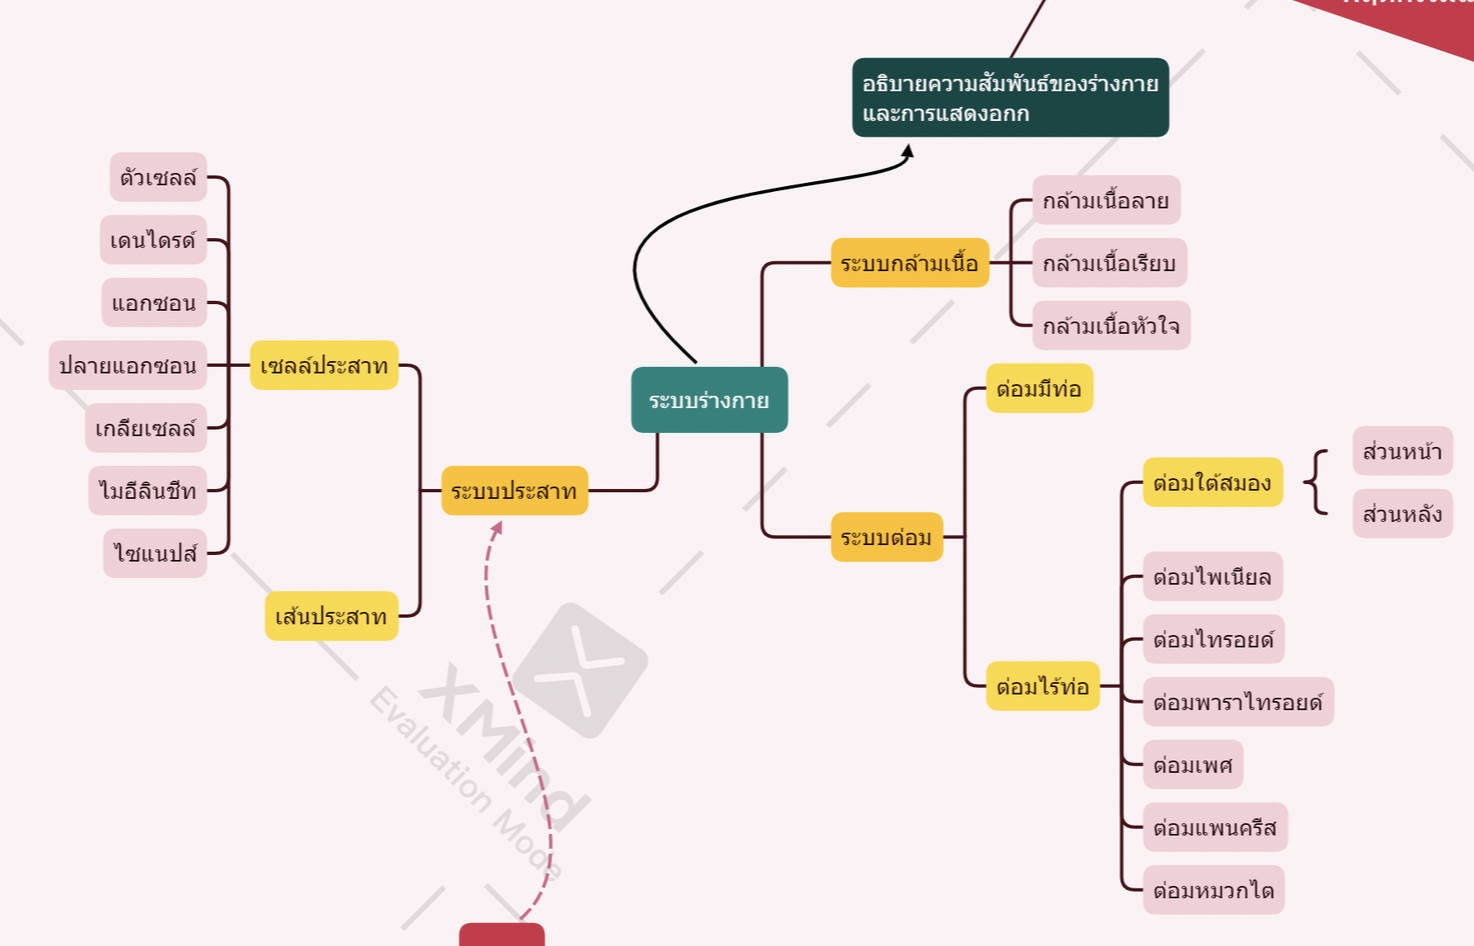 อธิบายความสัมพันธ์ของร่างกาย
และการแสดงอกก
ตัวเซลล์
เดนไดรต์
แอกซอน
ปลายแอกซอน
เกลียเซลล์
ไมอีลินชีท
ไซแนปส์
เซลล์ประสาท
เส้นประสาท
ระบบประสาท
ระบบร่างกาย
ระบบกล้ามเนื้อ
กล้ามเนื้อลาย
กล้ามเนื้อเรียบ
กล้ามเนื้อหัวใจ
ระบบต่อม
ต่อมมีท่อ
ต่อมไร้ท่อ
ต่อมใต้สมอง
ส่วนหน้า
ส่วนหลัง
ต่อมไพเนียล
ต่อมไทรอยด์
ต่อมพาราไทรอยด์
ต่อมเพศ
ต่อมแพนครีส
ต่อมหมวกไต
XMind
Evaluation Mode